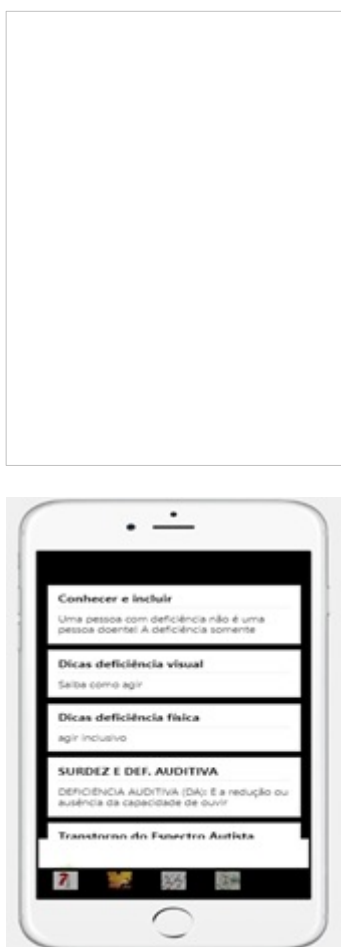 Conhecer e incluir
Uma pessoa com deficiência não é uma
pessoa doente! A deficiência somente
Dicas deficiência visual
Saiba como agir
Dicas deficiência física
agir inclusivo
SURDEZ E DEF. AUDITIVA
DEFICIENCIA AUDITIVA (DA): É a redução ou
ausência da capacidade de ouvir
Transtorno do Espectro Autista